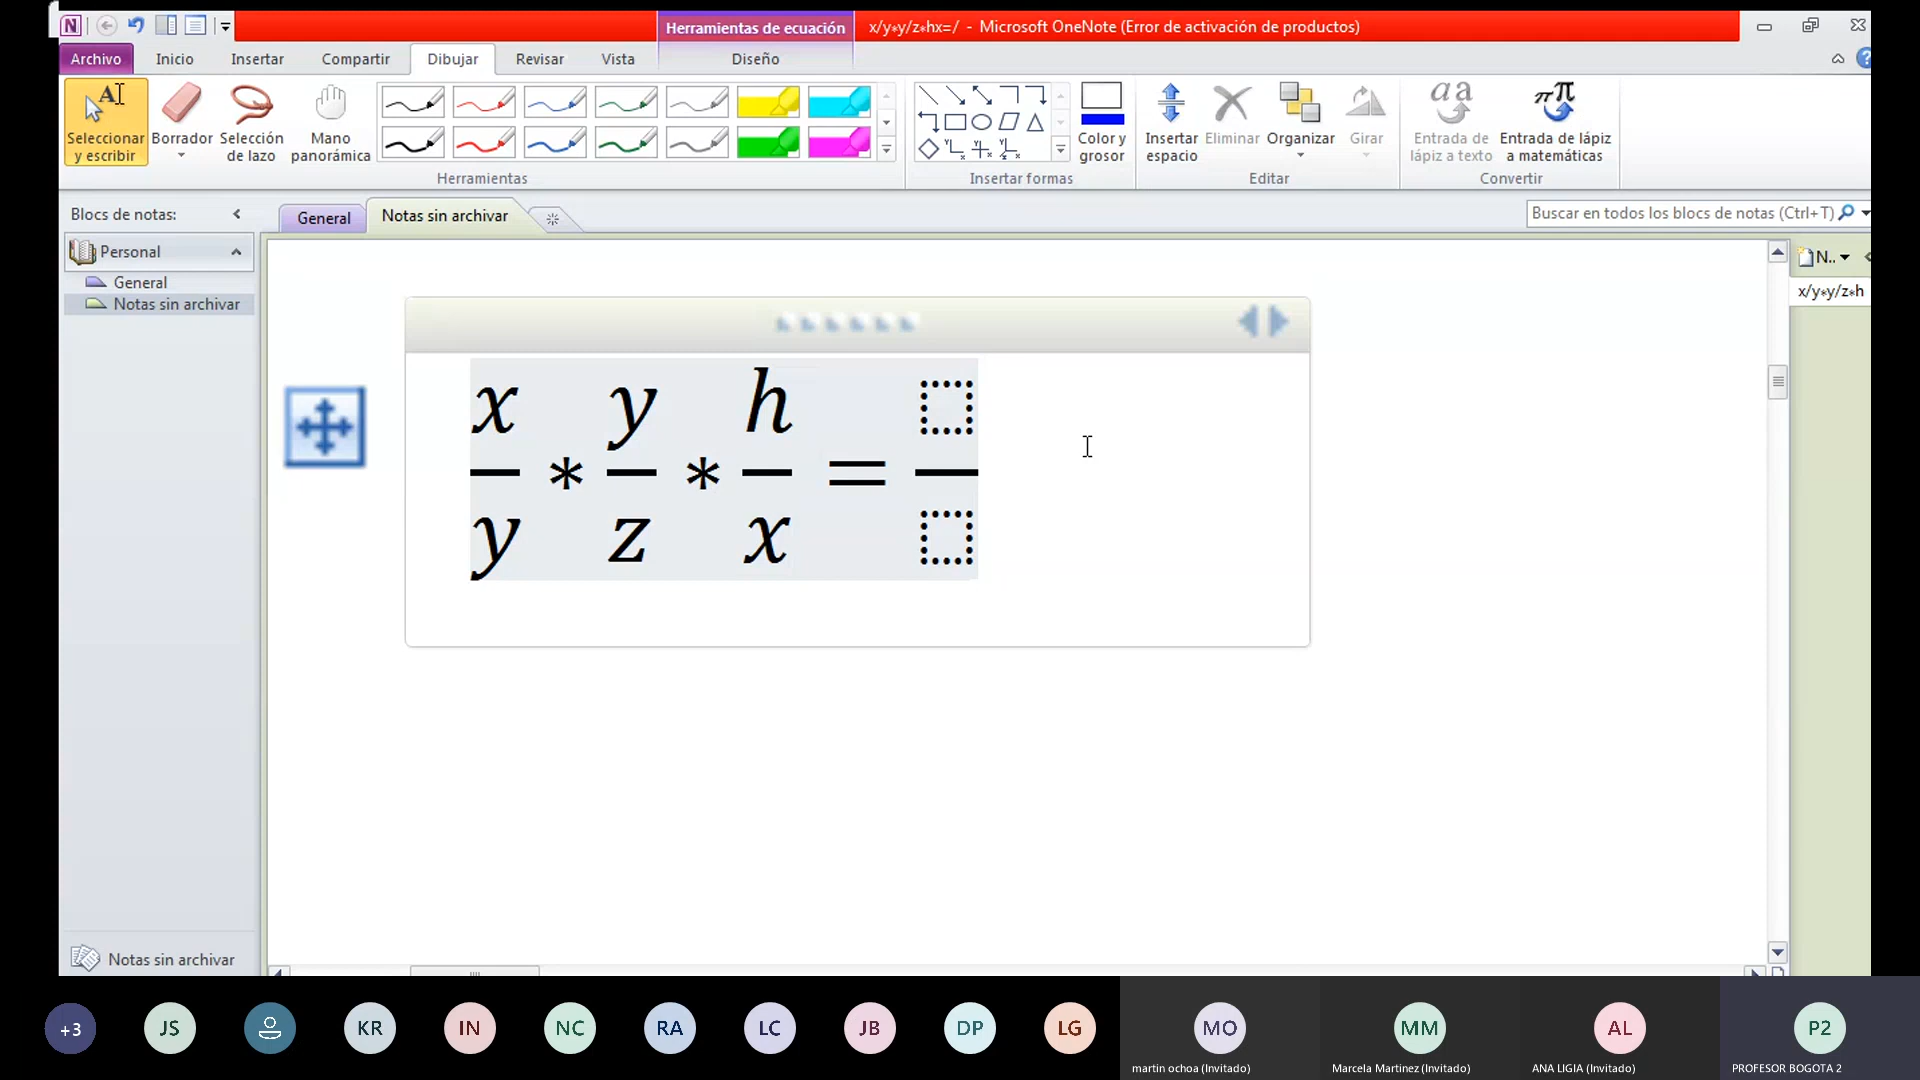 Herramientas de ecuación
x/y*y/z*hx=/ - Microsoft OneNote (Error de activación de productos)
Archivo Inicio Insertar Compartir Dibujar Revisar Vista Diseño
Seleccionar y escribir
Borrador
Selección de lazo
Mano panorámica
Color y grosor
Insertar espacio
Eliminar
Organizar
Girar
Entrada de lápiz a texto
Entrada de lápiz a matemáticas
Herramientas
Insertar formas
Editar
Convertir
Blocs de notas:
General
Notas sin archivar
Buscar en todos los blocs de notas (Ctrl+T)
Personal
General
Notas sin archivar
N..
x/y*y/z*h
x/y * y/z * h/x = ⬚/⬚
Notas sin archivar
+3 JS KR IN NC RA LC JB DP LG MO MM AL P2
martin ochoa (Invitado)
Marcela Martinez (Invitado)
ANA LIGIA (Invitado)
PROFESOR BOGOTA 2